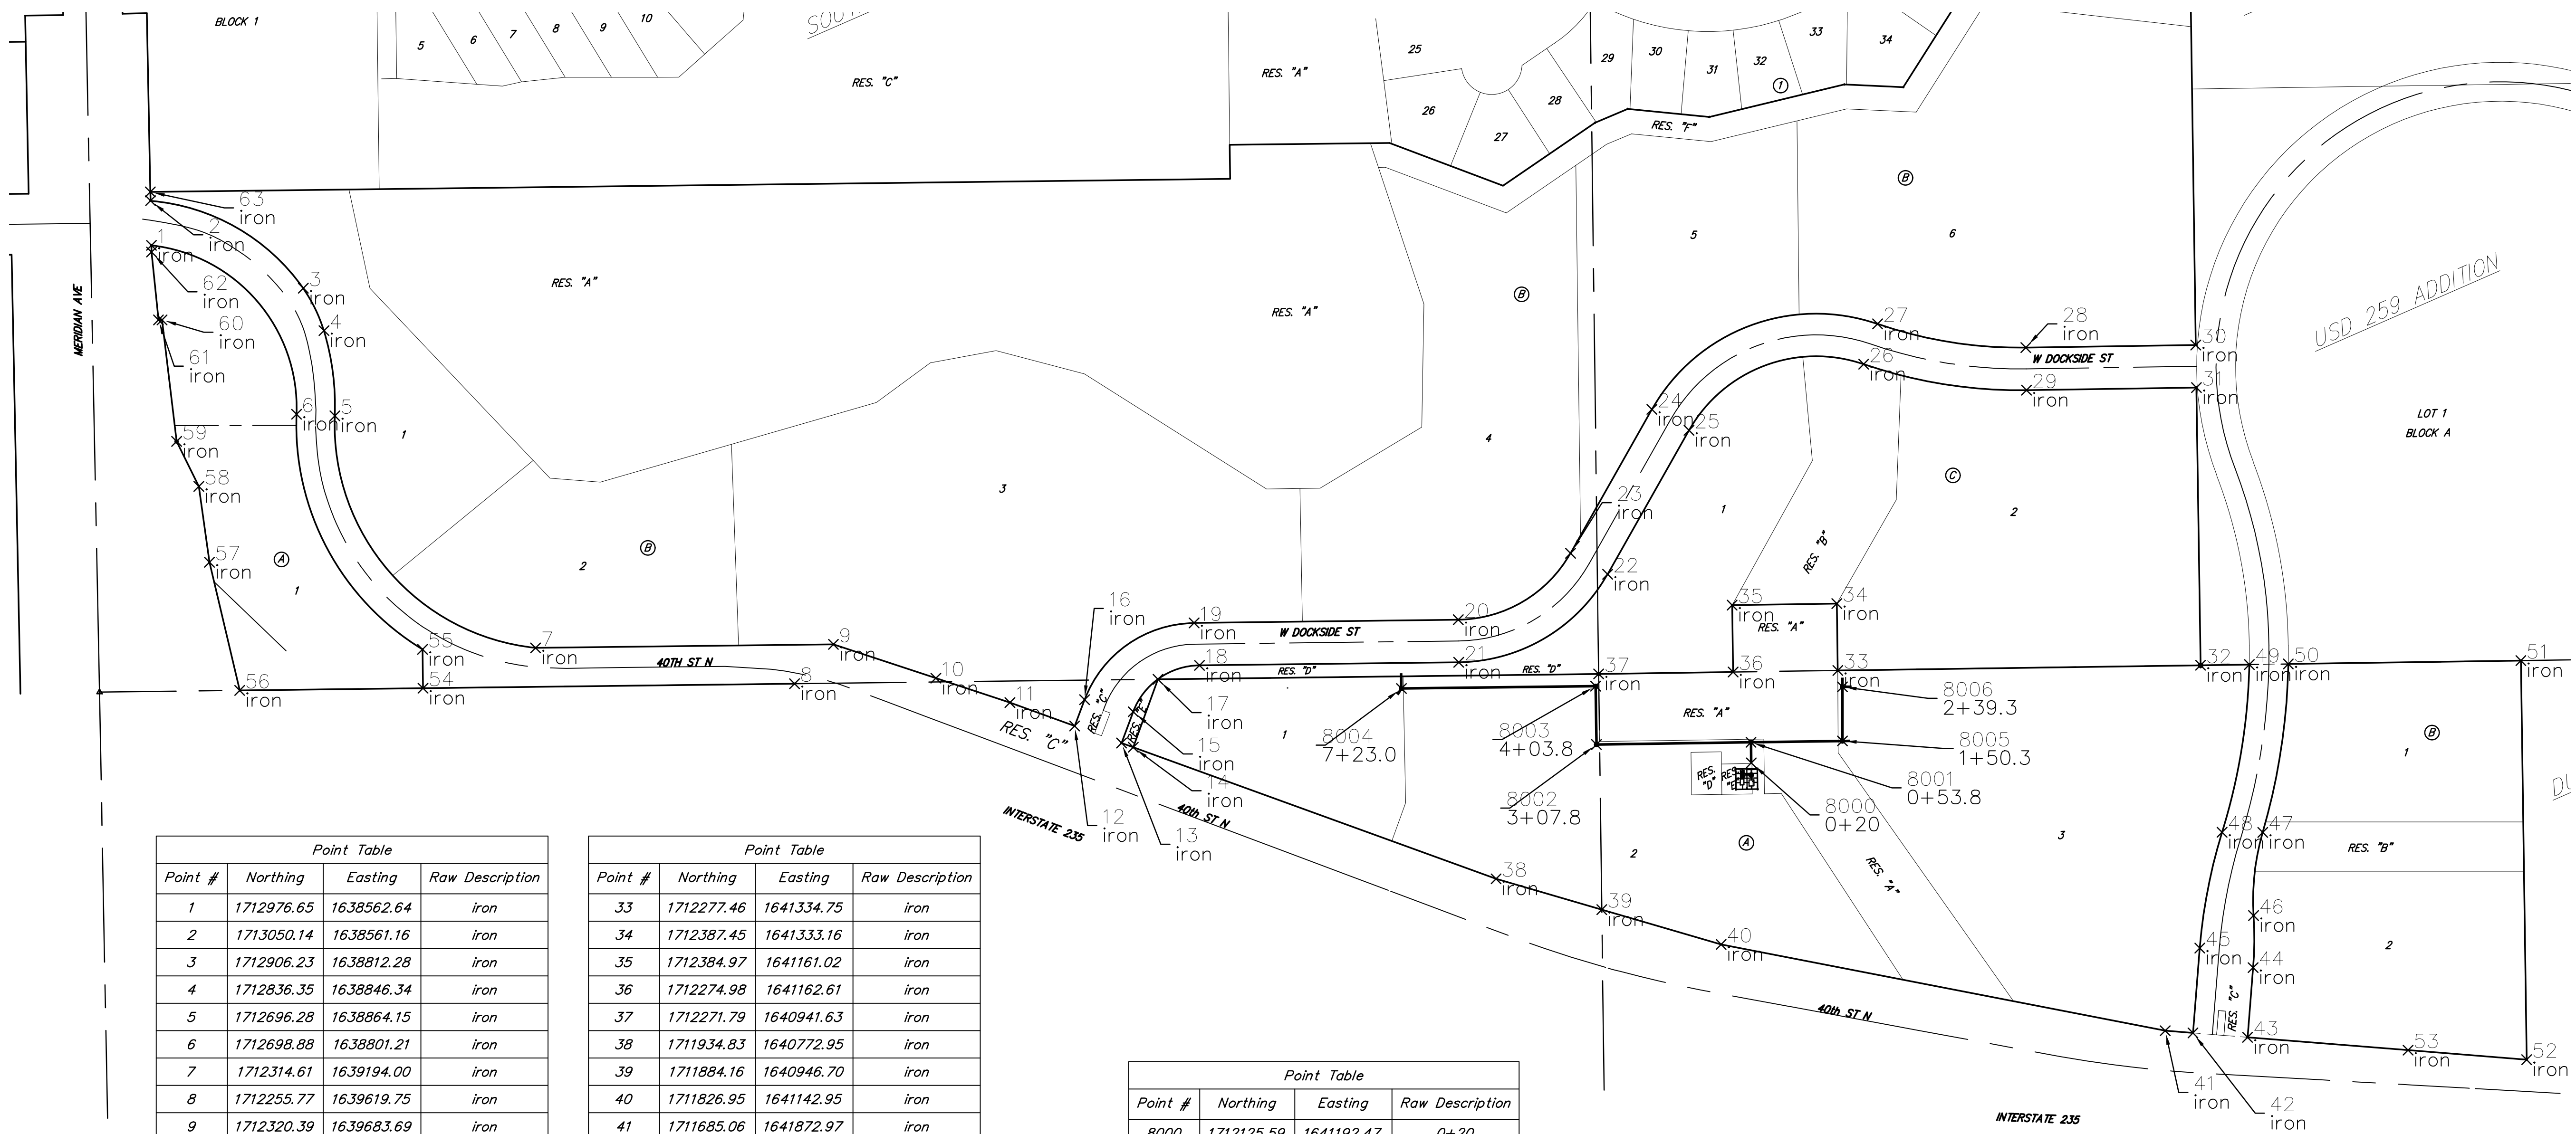 BLOCK 1
5
6
7
8
9
10
RES. "C"
RES. "A"
25
26
27
28
29
30
31
32
33
34
1
RES. "F"
B
5
6
63
iron
2
iron
1
iron
62
iron
60
iron
61
iron
3
iron
4
iron
MERIDIAN AVE
RES. "A"
RES. "A"
B
27
iron
28
iron
W DOCKSIDE ST
30
iron
26
iron
29
iron
31
iron
USD 259 ADDITION
LOT 1
BLOCK A
6
iron
5
iron
1
59
iron
58
iron
57
iron
A
1
24
iron
25
iron
4
3
C
23
iron
1
2
B
2
RES. "B"
22
iron
16
iron
35
iron
34
iron
RES. "A"
19
iron
20
iron
W DOCKSIDE ST
55
iron
7
iron
9
iron
40TH ST N
18
iron
RES. "D"
21
iron
RES. "D"
37
iron
36
iron
33
iron
32
iron
49
iron
50
iron
51
iron
56
iron
54
iron
8
iron
10
iron
11
iron
RES. "C"
RES. "C"
RES. "E"
17
iron
15
iron
14
iron
1
8004
7+23.0
8003
4+03.8
RES. "A"
8006
2+39.3
8005
1+50.3
8001
0+53.8
8000
0+20
8002
3+07.8
RES.
"D"
INTERSTATE 235
12
iron
13
iron
40th ST N
2
A
3
RES. "A"
B
1
48
iron
47
iron
RES. "B"
38
iron
39
iron
40
iron
46
iron
45
iron
44
iron
2
RES. "C"
43
iron
53
iron
52
iron
40th ST N
41
iron
42
iron
INTERSTATE 235
Point Table
Point # Northing Easting Raw Description
1 1712976.65 1638562.64 iron
2 1713050.14 1638561.16 iron
3 1712906.23 1638812.28 iron
4 1712836.35 1638846.34 iron
5 1712696.28 1638864.15 iron
6 1712698.88 1638801.21 iron
7 1712314.61 1639194.00 iron
8 1712255.77 1639619.75 iron
9 1712320.39 1639683.69 iron
Point Table
Point # Northing Easting Raw Description
33 1712277.46 1641334.75 iron
34 1712387.45 1641333.16 iron
35 1712384.97 1641161.02 iron
36 1712274.98 1641162.61 iron
37 1712271.79 1640941.63 iron
38 1711934.83 1640772.95 iron
39 1711884.16 1640946.70 iron
40 1711826.95 1641142.95 iron
41 1711685.06 1641872.97 iron
Point Table
Point # Northing Easting Raw Description
8000 1712125.59 1641192.47 0+20